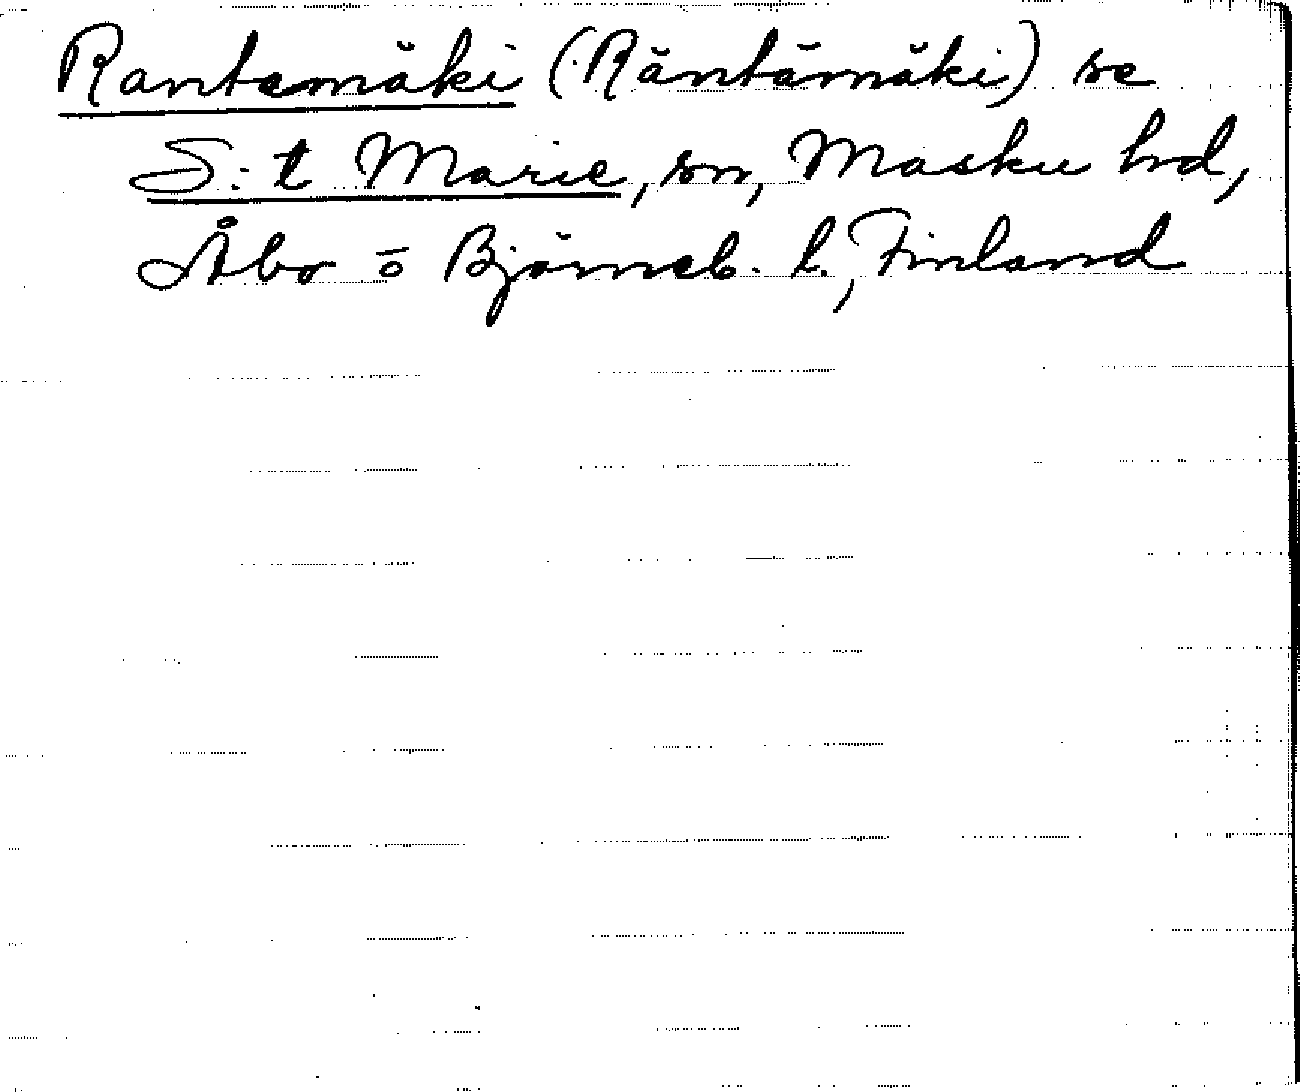 Rantamäki (Räntämäki) se
S:t Marie, sn, Masku hd,
Åbo o Björneb. l., Finland